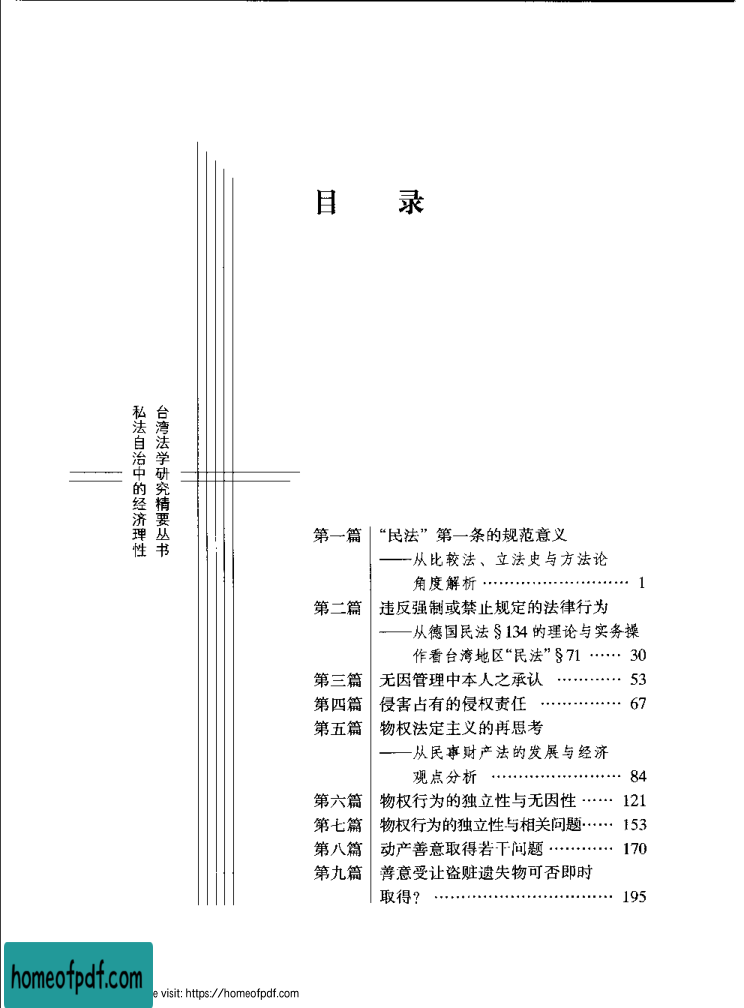 目 录
台湾法学研究精要丛书
私法自治中的经济理性
第一篇 “民法”第一条的规范意义
——从比较法、立法史与方法论
角度解析 ………………………… 1
第二篇 违反强制或禁止规定的法律行为
——从德国民法§134的理论与实务操
作看台湾地区“民法”§71 …… 30
第三篇 无因管理中本人之承认 ………… 53
第四篇 侵害占有的侵权责任 …………… 67
第五篇 物权法定主义的再思考
——从民事财产法的发展与经济
观点分析 …………………… 84
第六篇 物权行为的独立性与无因性 …… 121
第七篇 物权行为的独立性与相关问题…… 153
第八篇 动产善意取得若干问题 ………… 170
第九篇 善意受让盗赃遗失物可否即时
取得? …………………………… 195
homeofpdf.com
e visit: https://homeofpdf.com